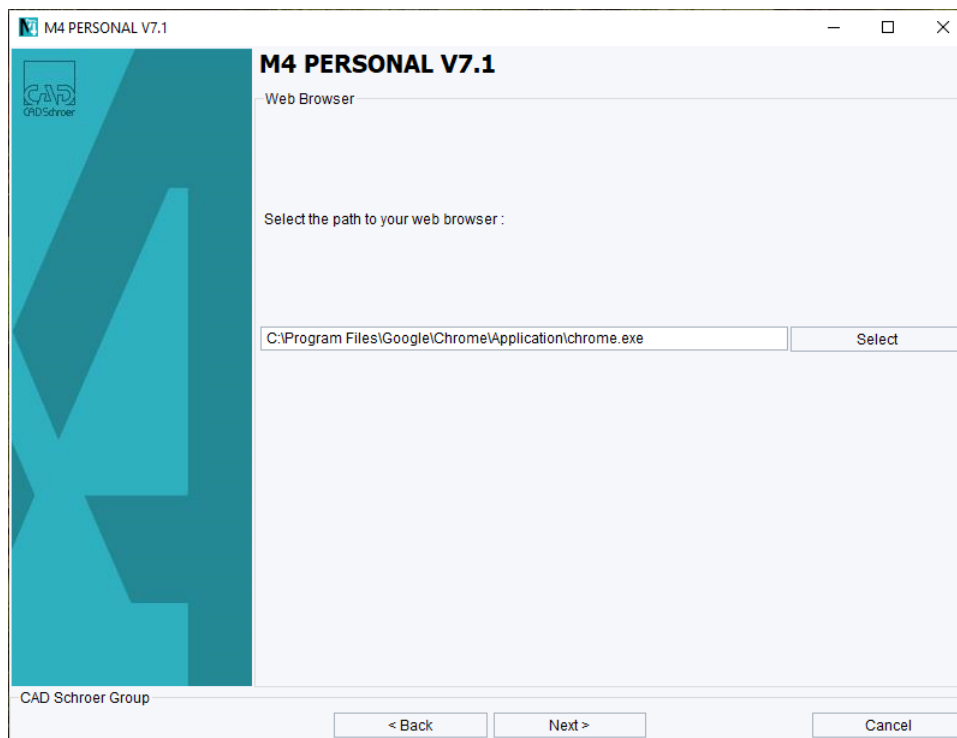 M4 PERSONAL V7.1
CAD
CADSchroer
M4 PERSONAL V7.1
Web Browser
Select the path to your web browser :
C:\Program Files\Google\Chrome\Application\chrome.exe
Select
CAD Schroer Group
< Back
Next >
Cancel